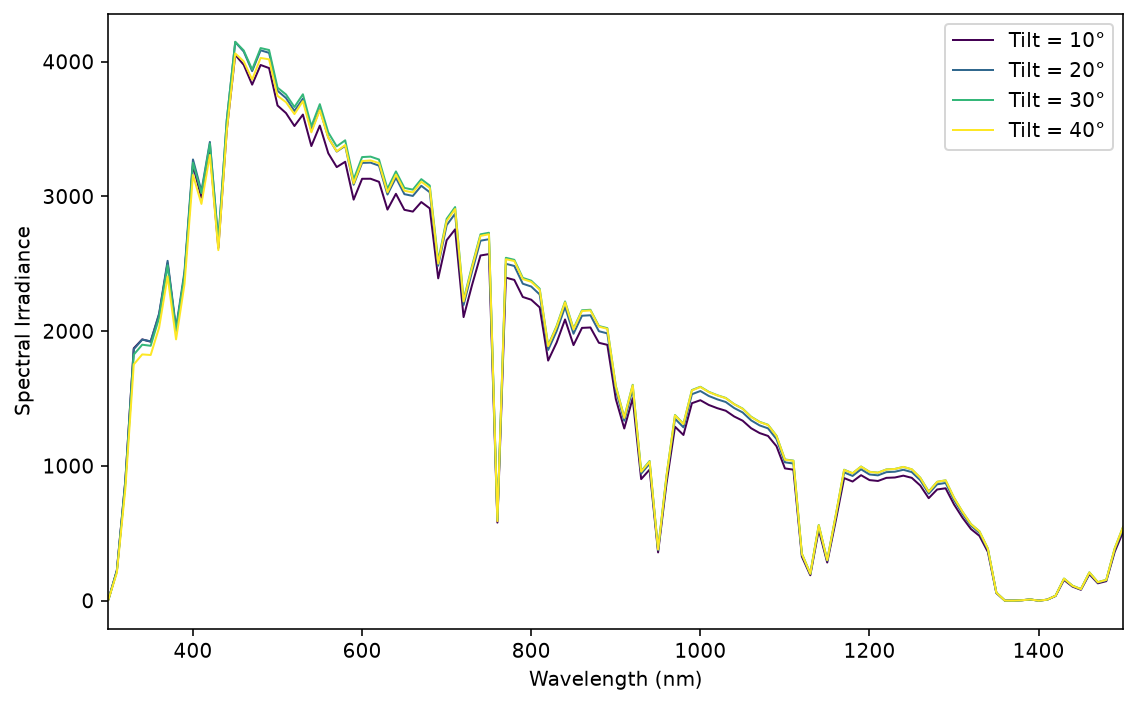 Tilt = 10°
Tilt = 20°
Tilt = 30°
Tilt = 40°
4000
3000
2000
1000
0
Spectral Irradiance
400 600 800 1000 1200 1400
Wavelength (nm)